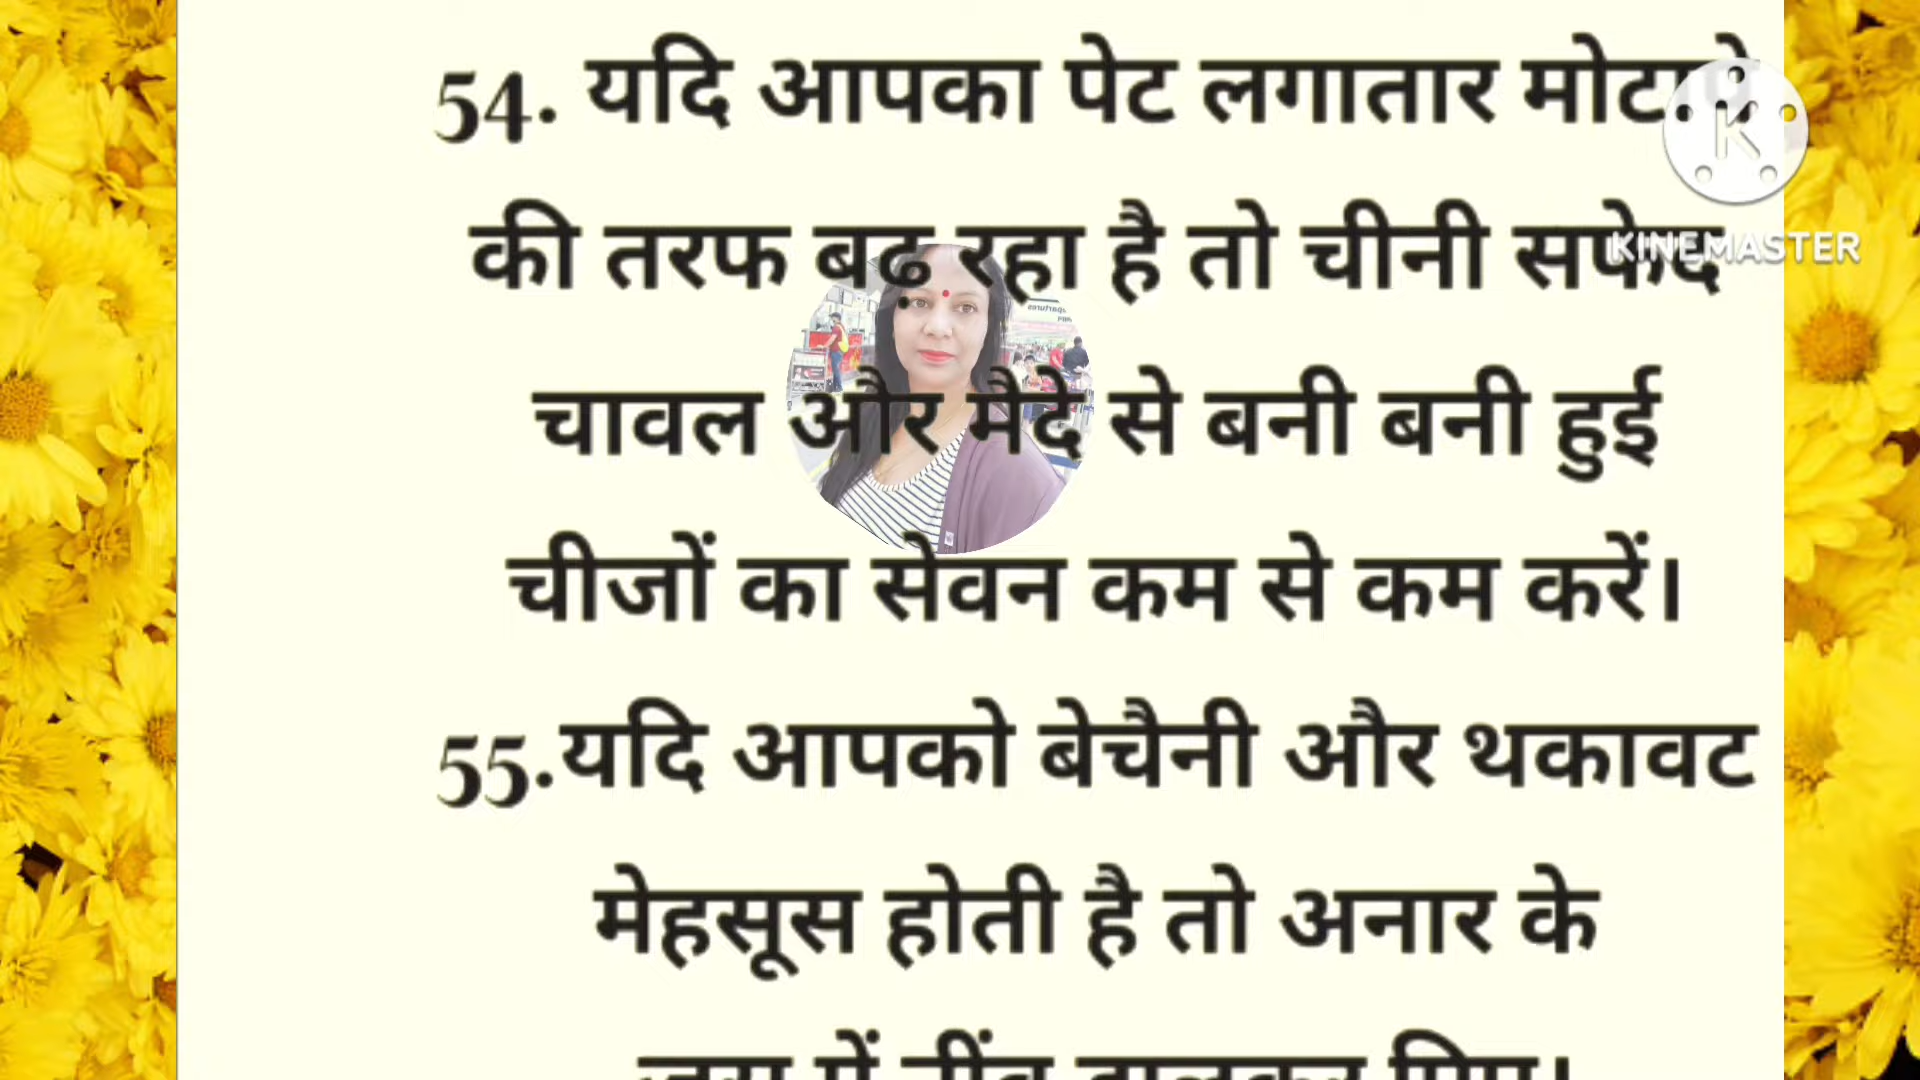 54. यदि आपका पेट लगातार मोटापे
की तरफ बढ़ रहा है तो चीनी सफेद
चावल और मैदे से बनी बनी हुई
चीजों का सेवन कम से कम करें।
55.यदि आपको बेचैनी और थकावट
मेहसूस होती है तो अनार के
KINEMASTER